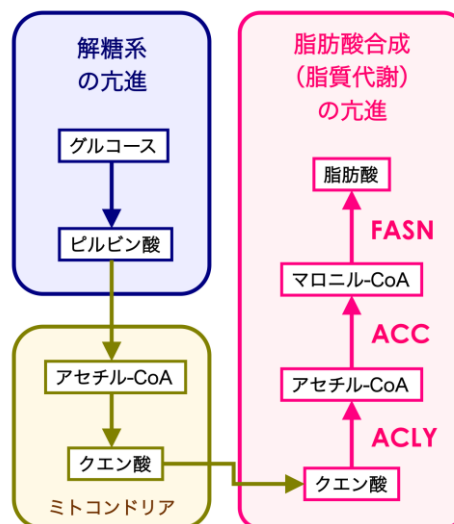 解糖系
の亢進
グルコース
ピルビン酸
アセチル-CoA
クエン酸
ミトコンドリア
脂肪酸合成
（脂質代謝）
の亢進
脂肪酸
FASN
マロニル-CoA
ACC
アセチル-CoA
ACLY
クエン酸